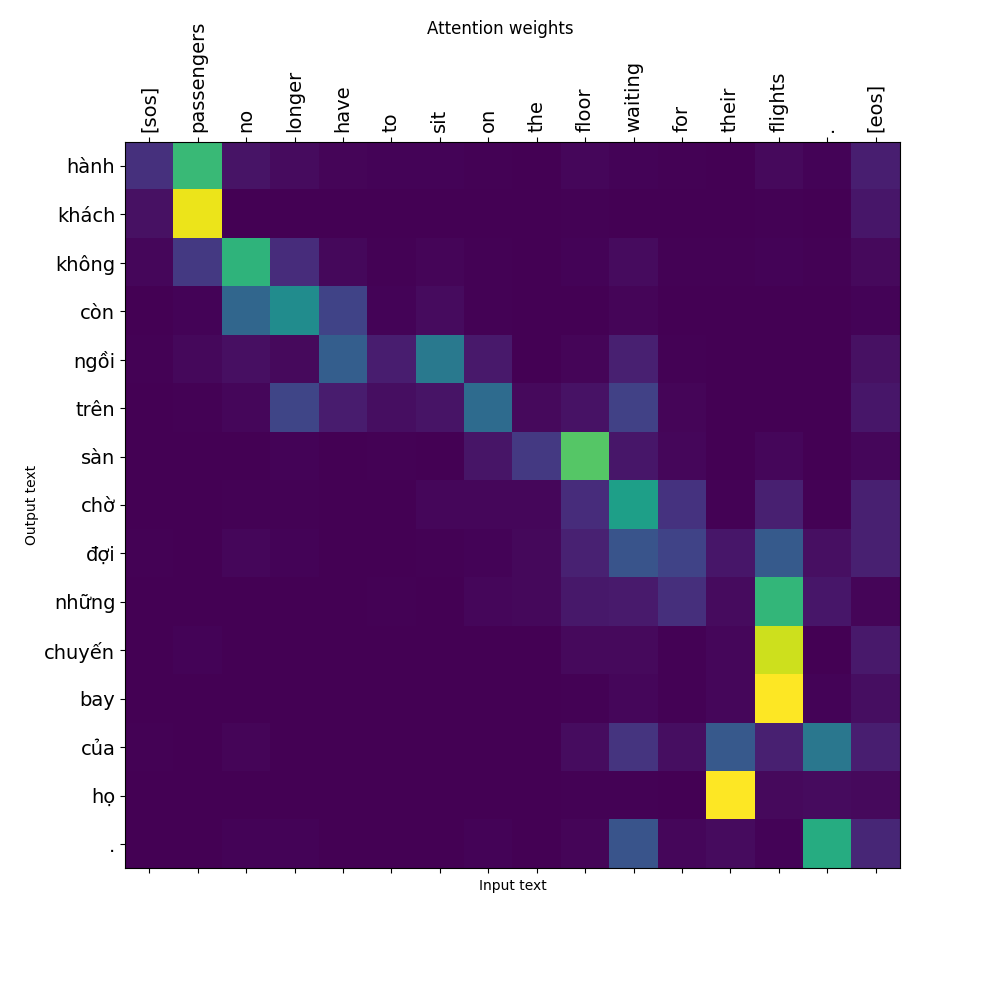 Attention weights
[sos] passengers no longer have to sit on the floor waiting for their flights . [eos]
hành
khách
không
còn
ngồi
trên
sàn
chờ
đợi
những
chuyến
bay
của
họ
.
Output text
Input text